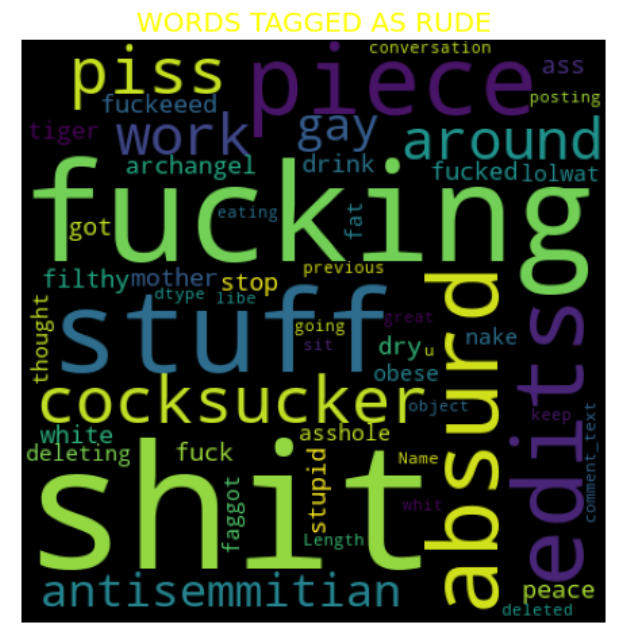 WORDS TAGGED AS RUDE
conversation
piss piece ass
fuckeeed posting
tiger work gay around
archangel drink fucked lolwat
fucking
got eating fat
filthy mother stop previous
dtype libe
thought stuff going great
sit dry u nake
obese absurd edits
cocksucker object keep
white asshole
deleting fuck Name comment_text
shit faggot stupid whit
Length
antisemmitian peace
deleted